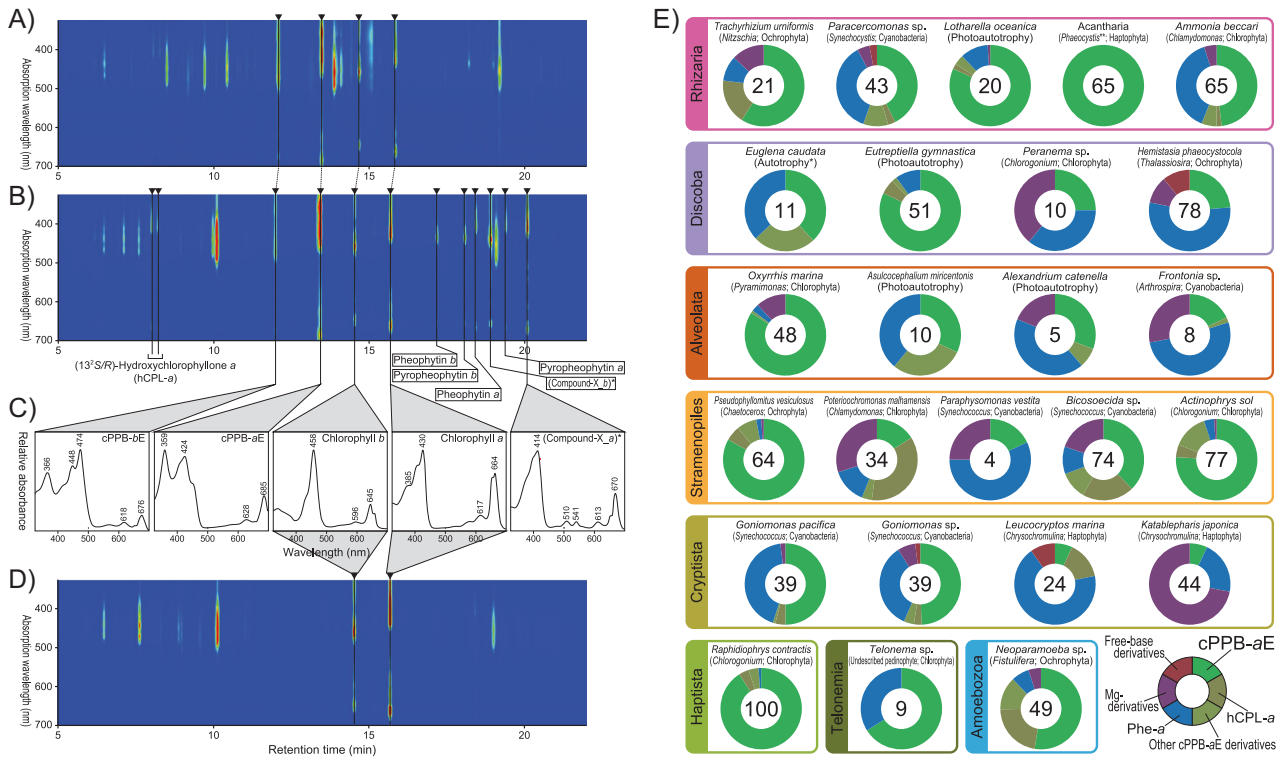 A)
400
500
600
700
Absorption wavelength
(nm)
5
10
15
20
B)
400
500
600
700
Absorption wavelength
(nm)
5
10
15
20
(13²S/R)-Hydroxychlorophyllone a
(hCPL-a)
Pheophytin b
Pyropheophytin b
Pheophytin a
Pyropheophytin a
(Compound-X_b)*
C)
Relative absorbance
cPPB-bE
366
448
474
618
676
400
600
cPPB-aE
359
424
628
685
400
600
Chlorophyll b
458
596
645
400
600
Chlorophyll a
385
430
617
664
400
600
(Compound-X_a)*
414
510
541
613
670
400
600
Wavelength (nm)
D)
400
500
600
700
Absorption wavelength
(nm)
5
10
15
20
Retention time (min)
E)
Rhizaria
Trachyrhizium urniformis
(Nitzschia; Ochrophyta)
21
Paracercomonas sp.
(Synechocystis; Cyanobacteria)
43
Lotharella oceanica
(Photoautotrophy)
20
Acantharia
(Phaeocystis**; Haptophyta)
65
Ammonia beccari
(Chlamydomonas; Chlorophyta)
65
Discoba
Euglena caudata
(Autotrophy*)
11
Eutreptiella gymnastica
(Photoautotrophy)
51
Peranema sp.
(Chlorogonium; Chlorophyta)
10
Hemistasia phaeocystocola
(Thalassiosira; Ochrophyta)
78
Alveolata
Oxyrrhis marina
(Pyramimonas; Chlorophyta)
48
Asulcocephalium miricentonis
(Photoautotrophy)
10
Alexandrium catenella
(Photoautotrophy)
5
Frontonia sp.
(Arthrospira; Cyanobacteria)
8
Stramenopiles
Pseudophyllomitus vesiculosus
(Chaetoceros; Ochrophyta)
64
Poterioochromonas malhamensis
(Chlamydomonas; Chlorophyta)
34
Paraphysomonas vestita
(Synechococcus; Cyanobacteria)
4
Bicosoecida sp.
(Synechococcus; Cyanobacteria)
74
Actinophrys sol
(Chlorogonium; Chlorophyta)
77
Cryptista
Goniomonas pacifica
(Synechococcus; Cyanobacteria)
39
Goniomonas sp.
(Synechococcus; Cyanobacteria)
39
Leucocryptos marina
(Chrysochromulina; Haptophyta)
24
Katablepharis japonica
(Chrysochromulina; Haptophyta)
44
Haptista
Raphidiophrys contractis
(Chlorogonium; Chlorophyta)
100
Telonemia
Telonema sp.
(Undescribed pedinophyte; Chlorophyta)
9
Amoebozoa
Neoparamoeba sp.
(Fistulifera; Ochrophyta)
49
Free-base
derivatives
cPPB-aE
Mg-
derivatives
hCPL-a
Phe-a
Other cPPB-aE derivatives